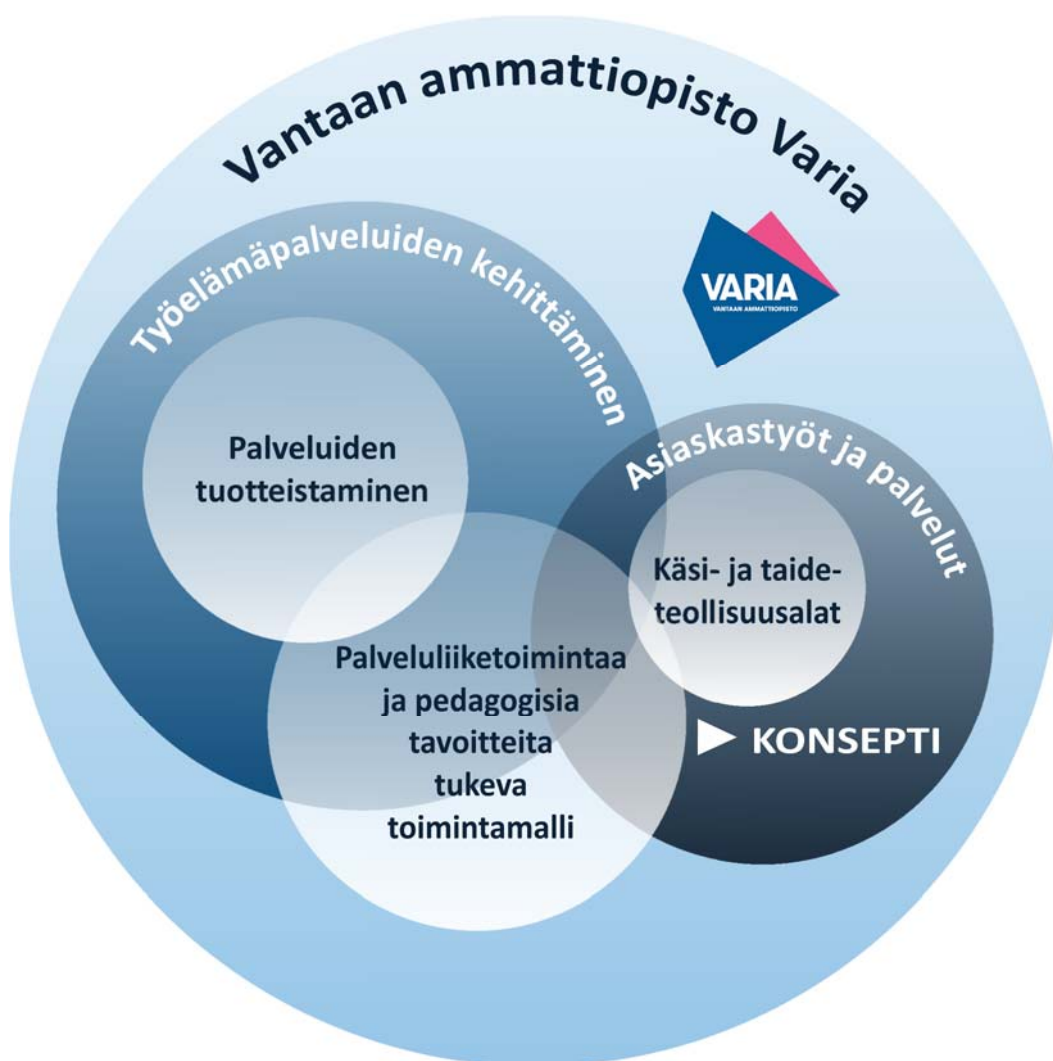 Vantaan ammattiopisto Varia
Työelämäpalveluiden kehittäminen
VARIA
VANTAAN AMMATTIOPISTO
Palveluiden
tuotteistaminen
Asiaskastyöt ja palvelut
Käsi- ja taide-
teollisuusalat
Palveluliiketoimintaa
ja pedagogisia
tavoitteita
tukeva
toimintamalli
KONSEPTI